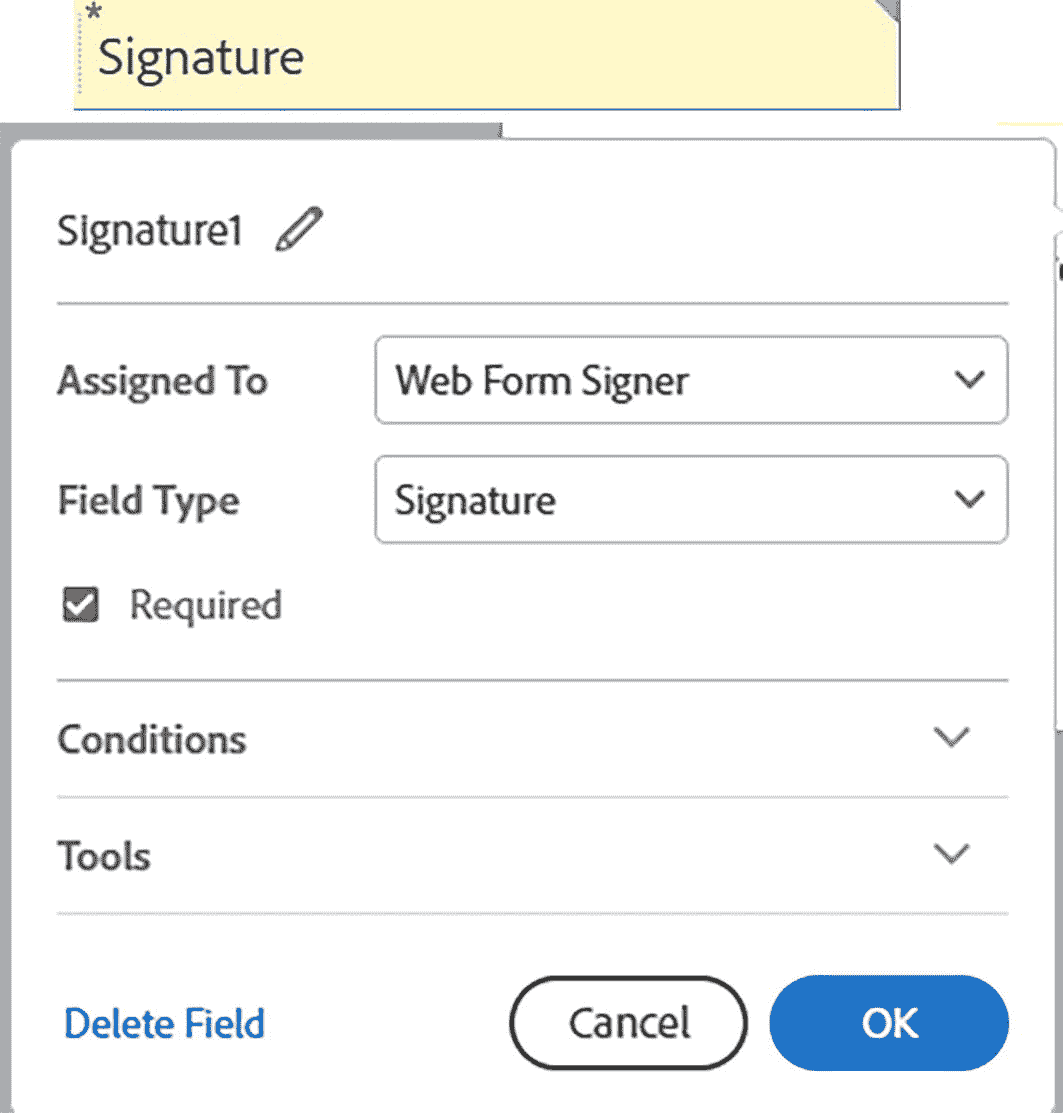 *
Signature
Signature1
Assigned To Web Form Signer
Field Type Signature
Required
Conditions
Tools
Delete Field Cancel OK